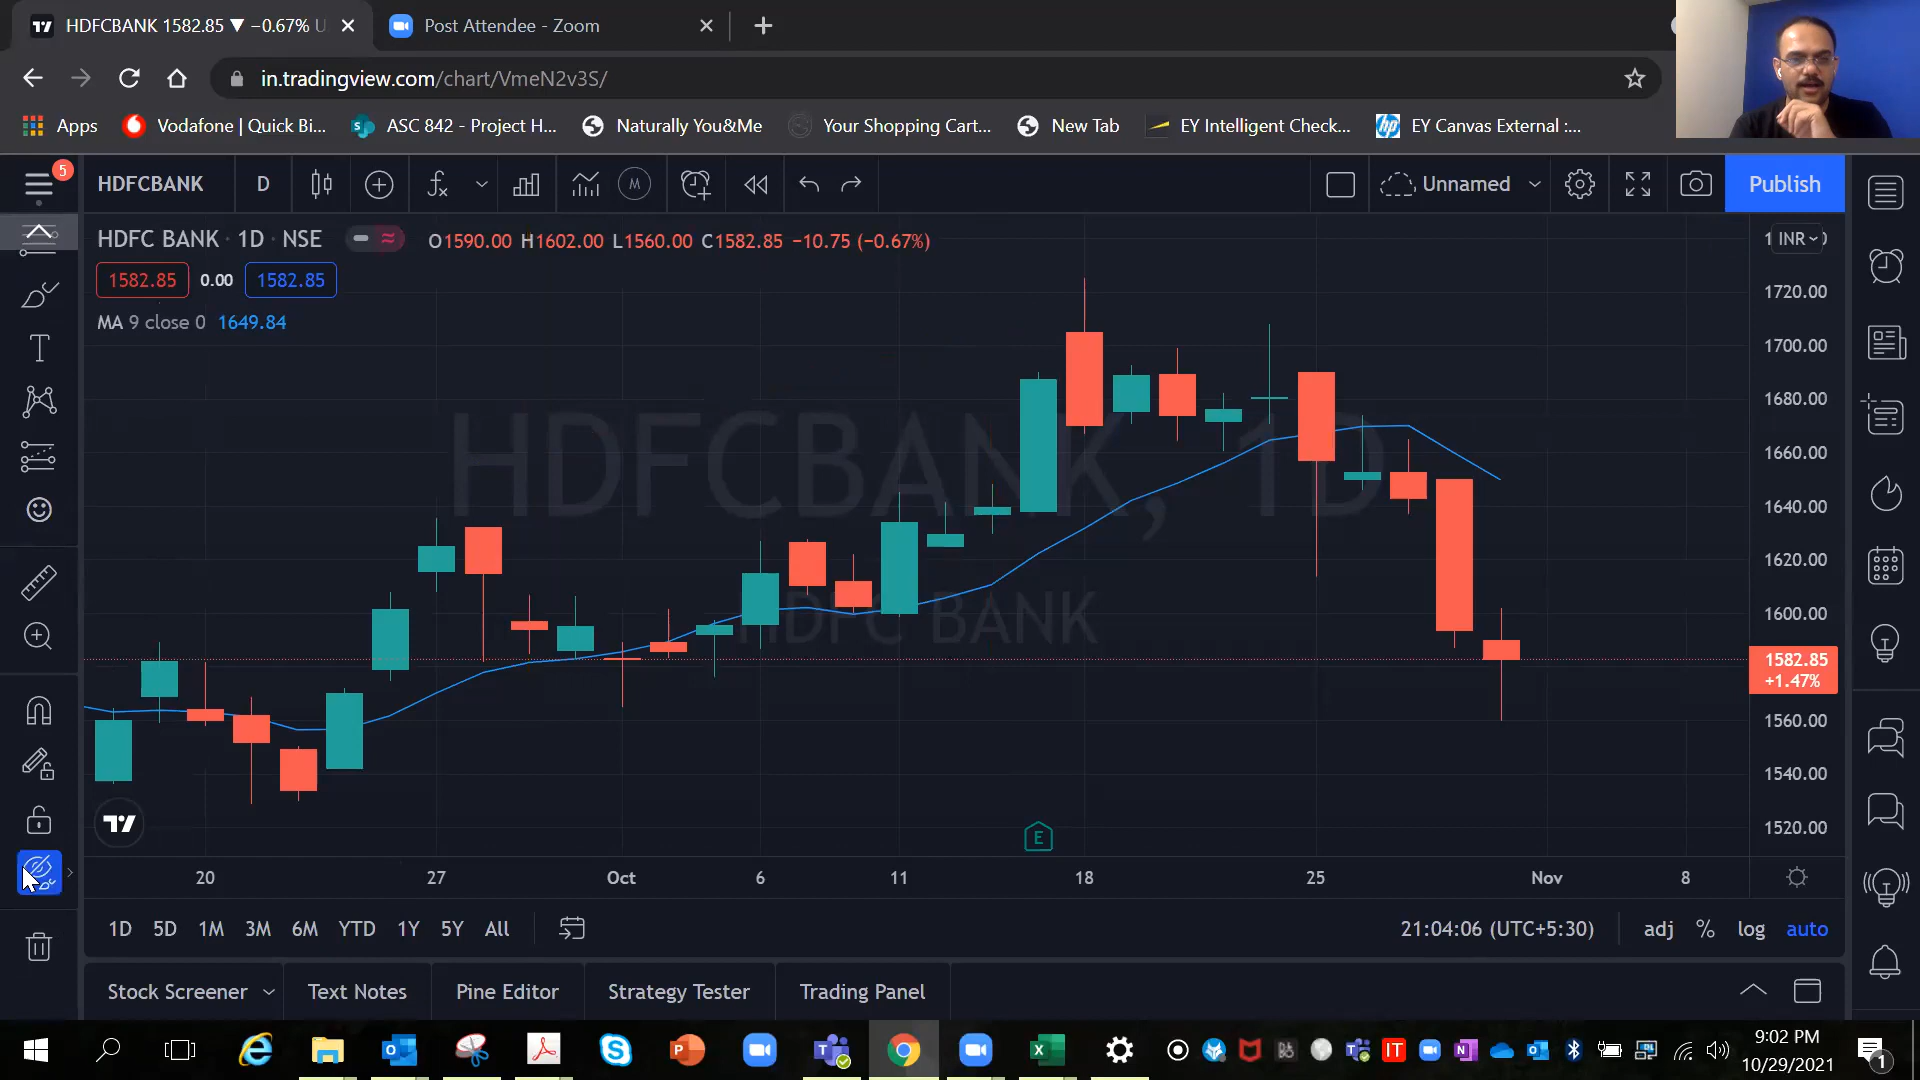 HDFCBANK 1582.85 ▼ −0.67% U
Post Attendee - Zoom
in.tradingview.com/chart/VmeN2v3S/
Apps
Vodafone | Quick Bi...
ASC 842 - Project H...
Naturally You&Me
Your Shopping Cart...
New Tab
EY Intelligent Check...
EY Canvas External :...
5
HDFCBANK
D
M
Unnamed
Publish
HDFC BANK · 1D · NSE
O1590.00 H1602.00 L1560.00 C1582.85 −10.75 (−0.67%)
INR
1582.85
0.00
1582.85
MA 9 close 0 1649.84
1720.00
1700.00
1680.00
1660.00
1640.00
1620.00
1600.00
1582.85
+1.47%
1560.00
1540.00
1520.00
HDFCBANK, 1D
HDFC BANK
E
20
27
Oct
6
11
18
25
Nov
8
1D
5D
1M
3M
6M
YTD
1Y
5Y
All
21:04:06 (UTC+5:30)
adj
%
log
auto
Stock Screener
Text Notes
Pine Editor
Strategy Tester
Trading Panel
9:02 PM
10/29/2021
IT
1